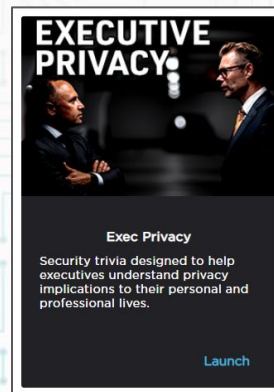 EXECUTIVE
PRIVACY
Exec Privacy
Security trivia designed to help
executives understand privacy
implications to their personal and
professional lives.
Launch